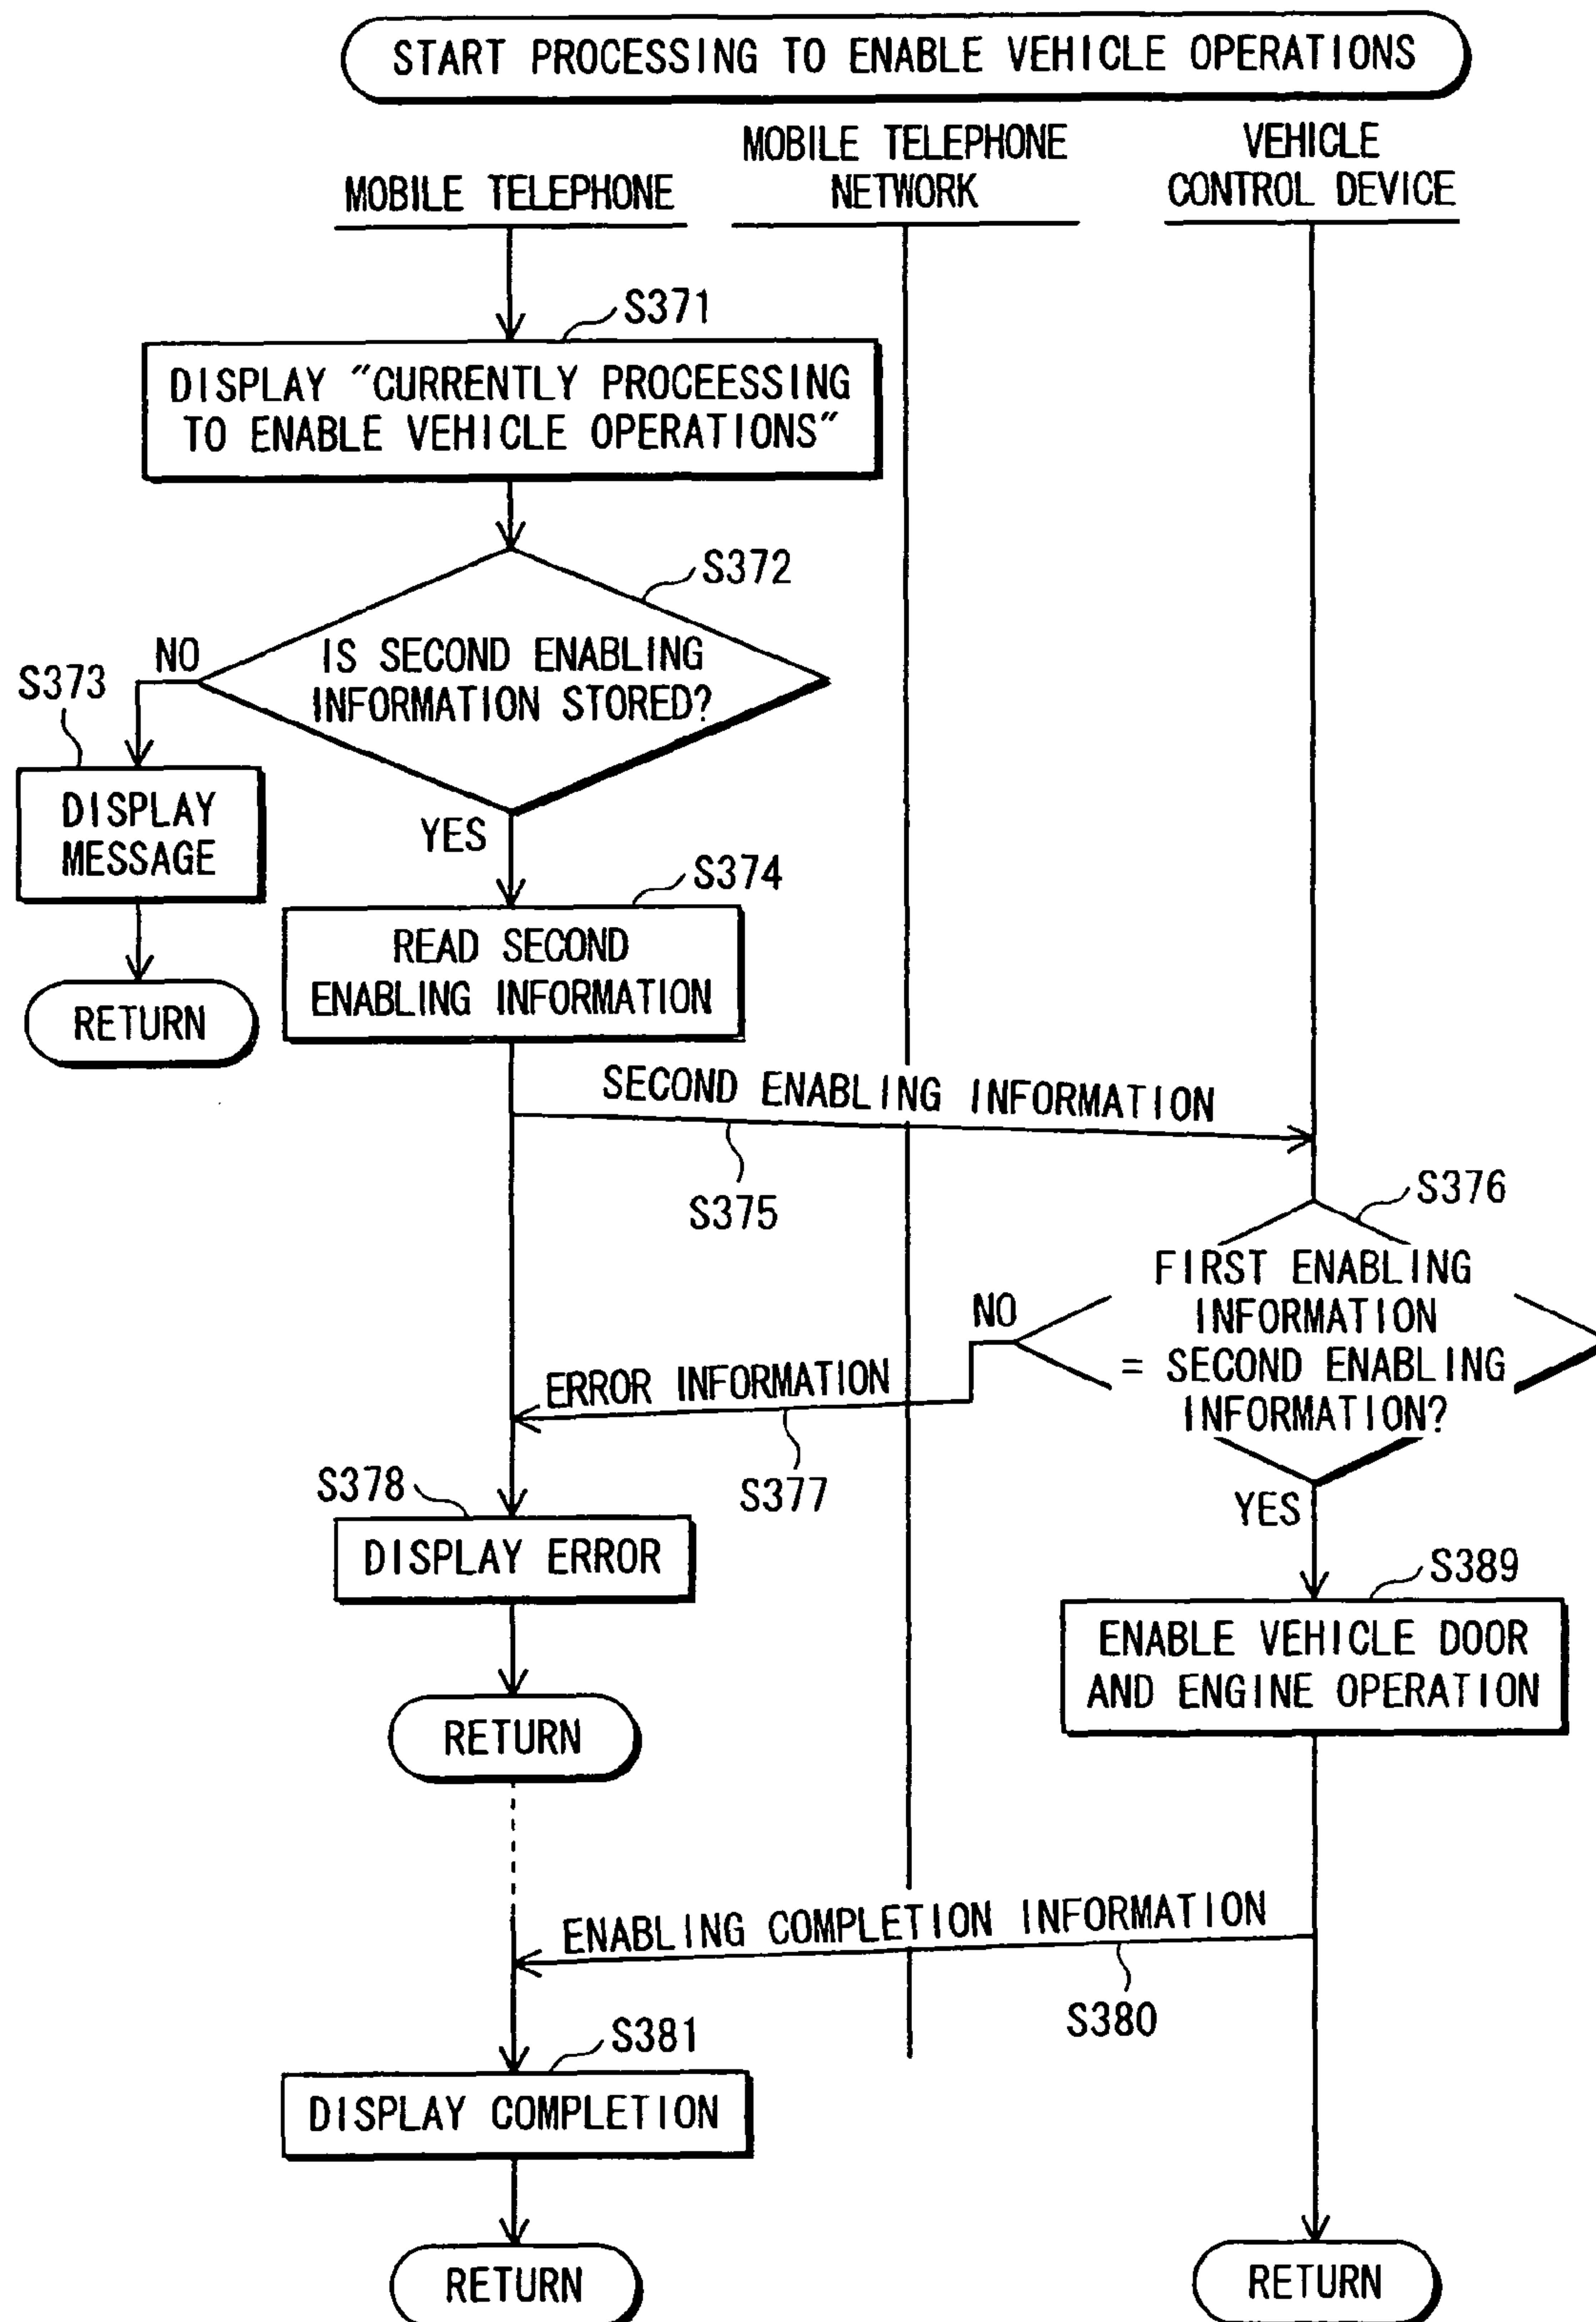 START PROCESSING TO ENABLE VEHICLE OPERATIONS
MOBILE TELEPHONE
MOBILE TELEPHONE
NETWORK
VEHICLE
CONTROL DEVICE
S371
DISPLAY "CURRENTLY PROCEESSING
TO ENABLE VEHICLE OPERATIONS"
S372
IS SECOND ENABLING
INFORMATION STORED?
NO
S373
DISPLAY
MESSAGE
RETURN
YES
S374
READ SECOND
ENABLING INFORMATION
SECOND ENABLING INFORMATION
S375
S376
FIRST ENABLING
INFORMATION
= SECOND ENABLING
INFORMATION?
NO
ERROR INFORMATION
S377
S378
DISPLAY ERROR
RETURN
YES
S389
ENABLE VEHICLE DOOR
AND ENGINE OPERATION
ENABLING COMPLETION INFORMATION
S380
S381
DISPLAY COMPLETION
RETURN
RETURN